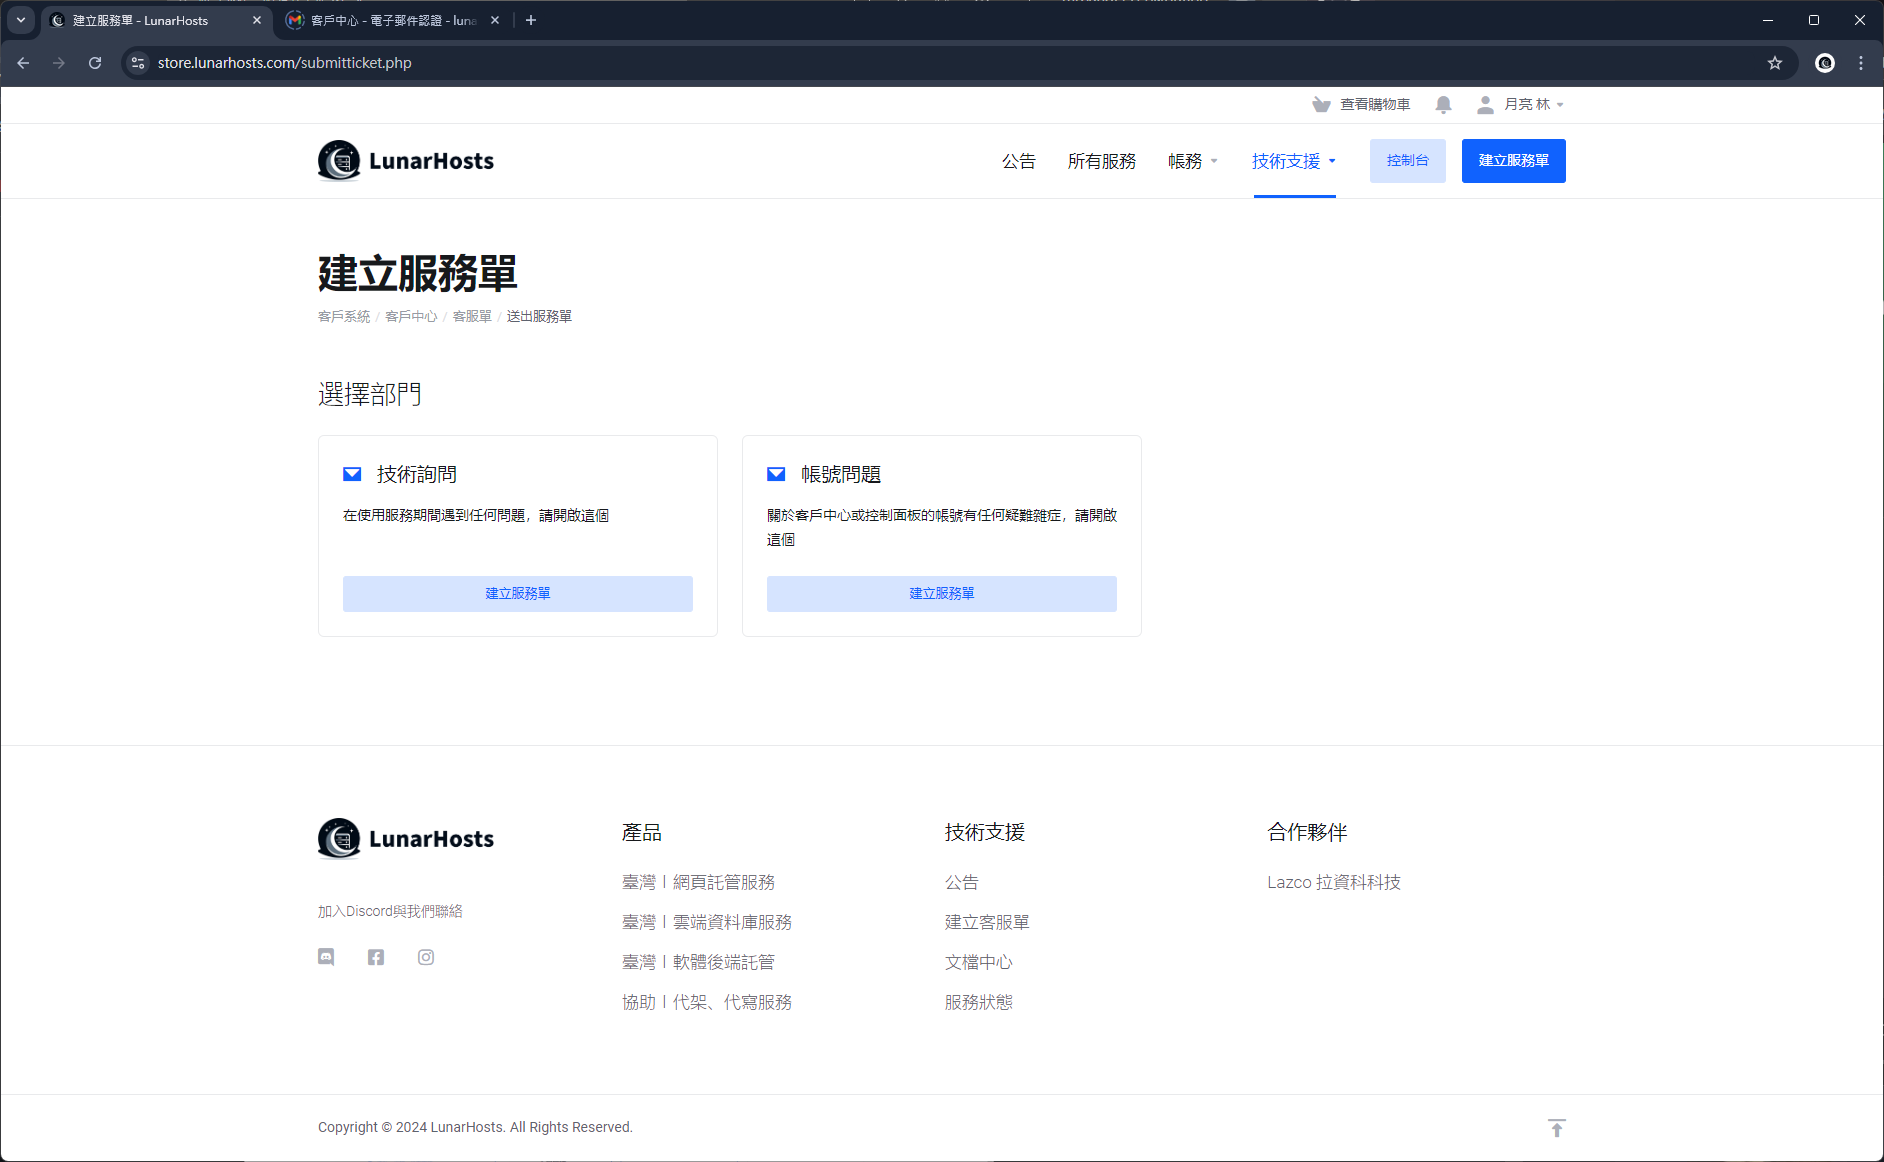 建立服務單 - LunarHosts
客戶中心 - 電子郵件認證 - luna
store.lunarhosts.com/submitticket.php
查看購物車
月亮 林
LunarHosts
公告
所有服務
帳務
技術支援
控制台
建立服務單
建立服務單
客戶系統 / 客戶中心 / 客服單 / 送出服務單
選擇部門
技術詢問
在使用服務期間遇到任何問題，請開啟這個
建立服務單
帳號問題
關於客戶中心或控制面板的帳號有任何疑難雜症，請開啟
這個
建立服務單
LunarHosts
加入Discord與我們聯絡
產品
臺灣｜網頁託管服務
臺灣｜雲端資料庫服務
臺灣｜軟體後端託管
協助｜代架、代寫服務
技術支援
公告
建立客服單
文檔中心
服務狀態
合作夥伴
Lazco 拉資科科技
Copyright © 2024 LunarHosts. All Rights Reserved.